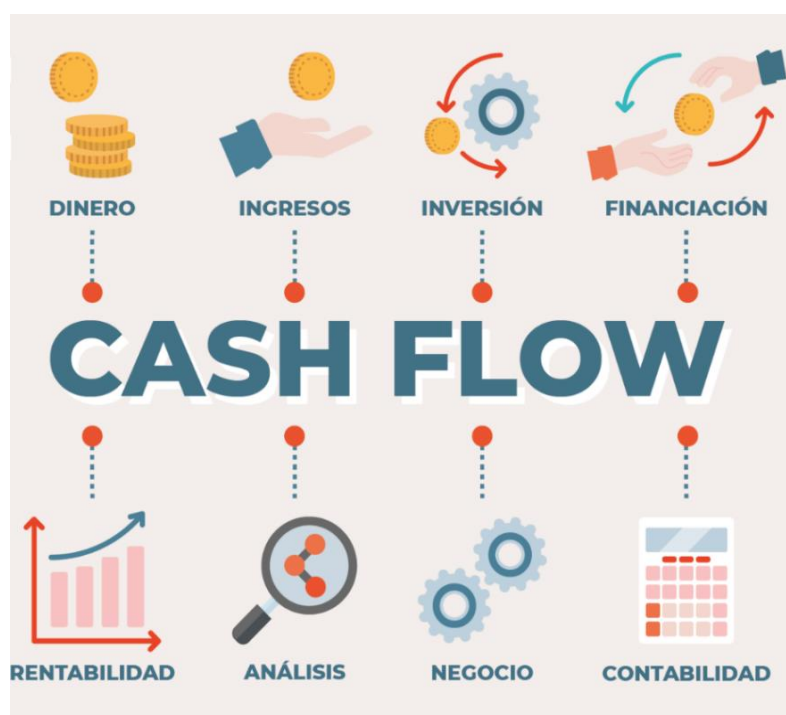 DINERO INGRESOS INVERSIÓN FINANCIACIÓN
CASH FLOW
RENTABILIDAD ANÁLISIS NEGOCIO CONTABILIDAD